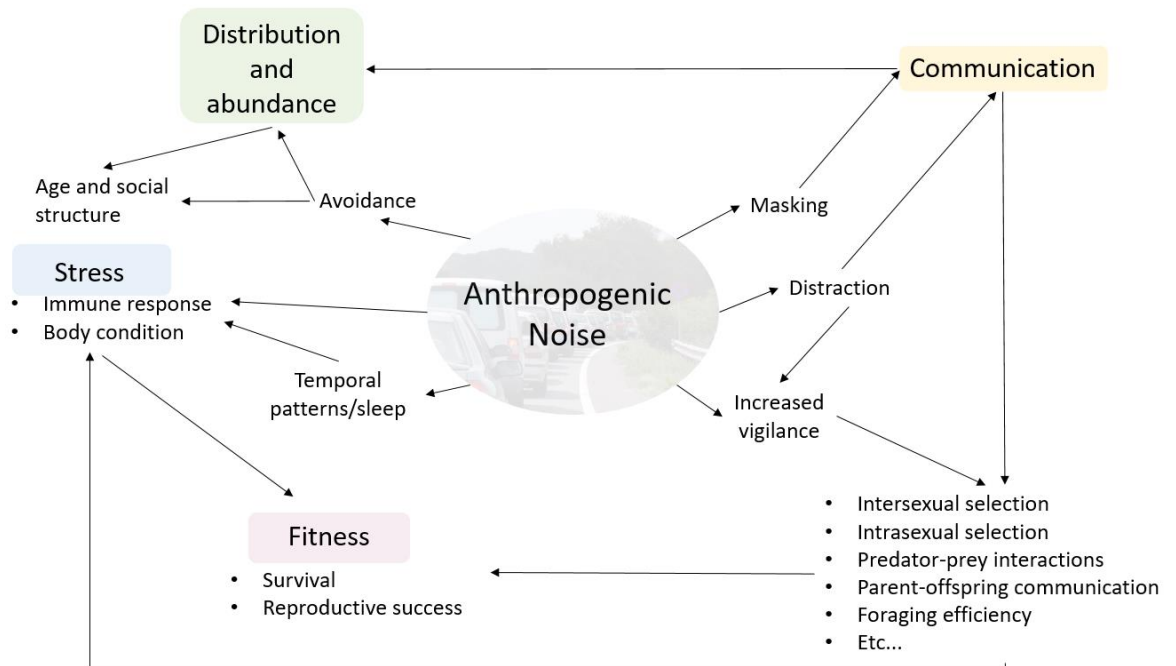 Distribution
and
abundance
Communication
Age and social
structure
Avoidance
Masking
Stress
• Immune response
• Body condition
Anthropogenic
Noise
Distraction
Temporal
patterns/sleep
Increased
vigilance
Fitness
• Survival
• Reproductive success
• Intersexual selection
• Intrasexual selection
• Predator-prey interactions
• Parent-offspring communication
• Foraging efficiency
• Etc...